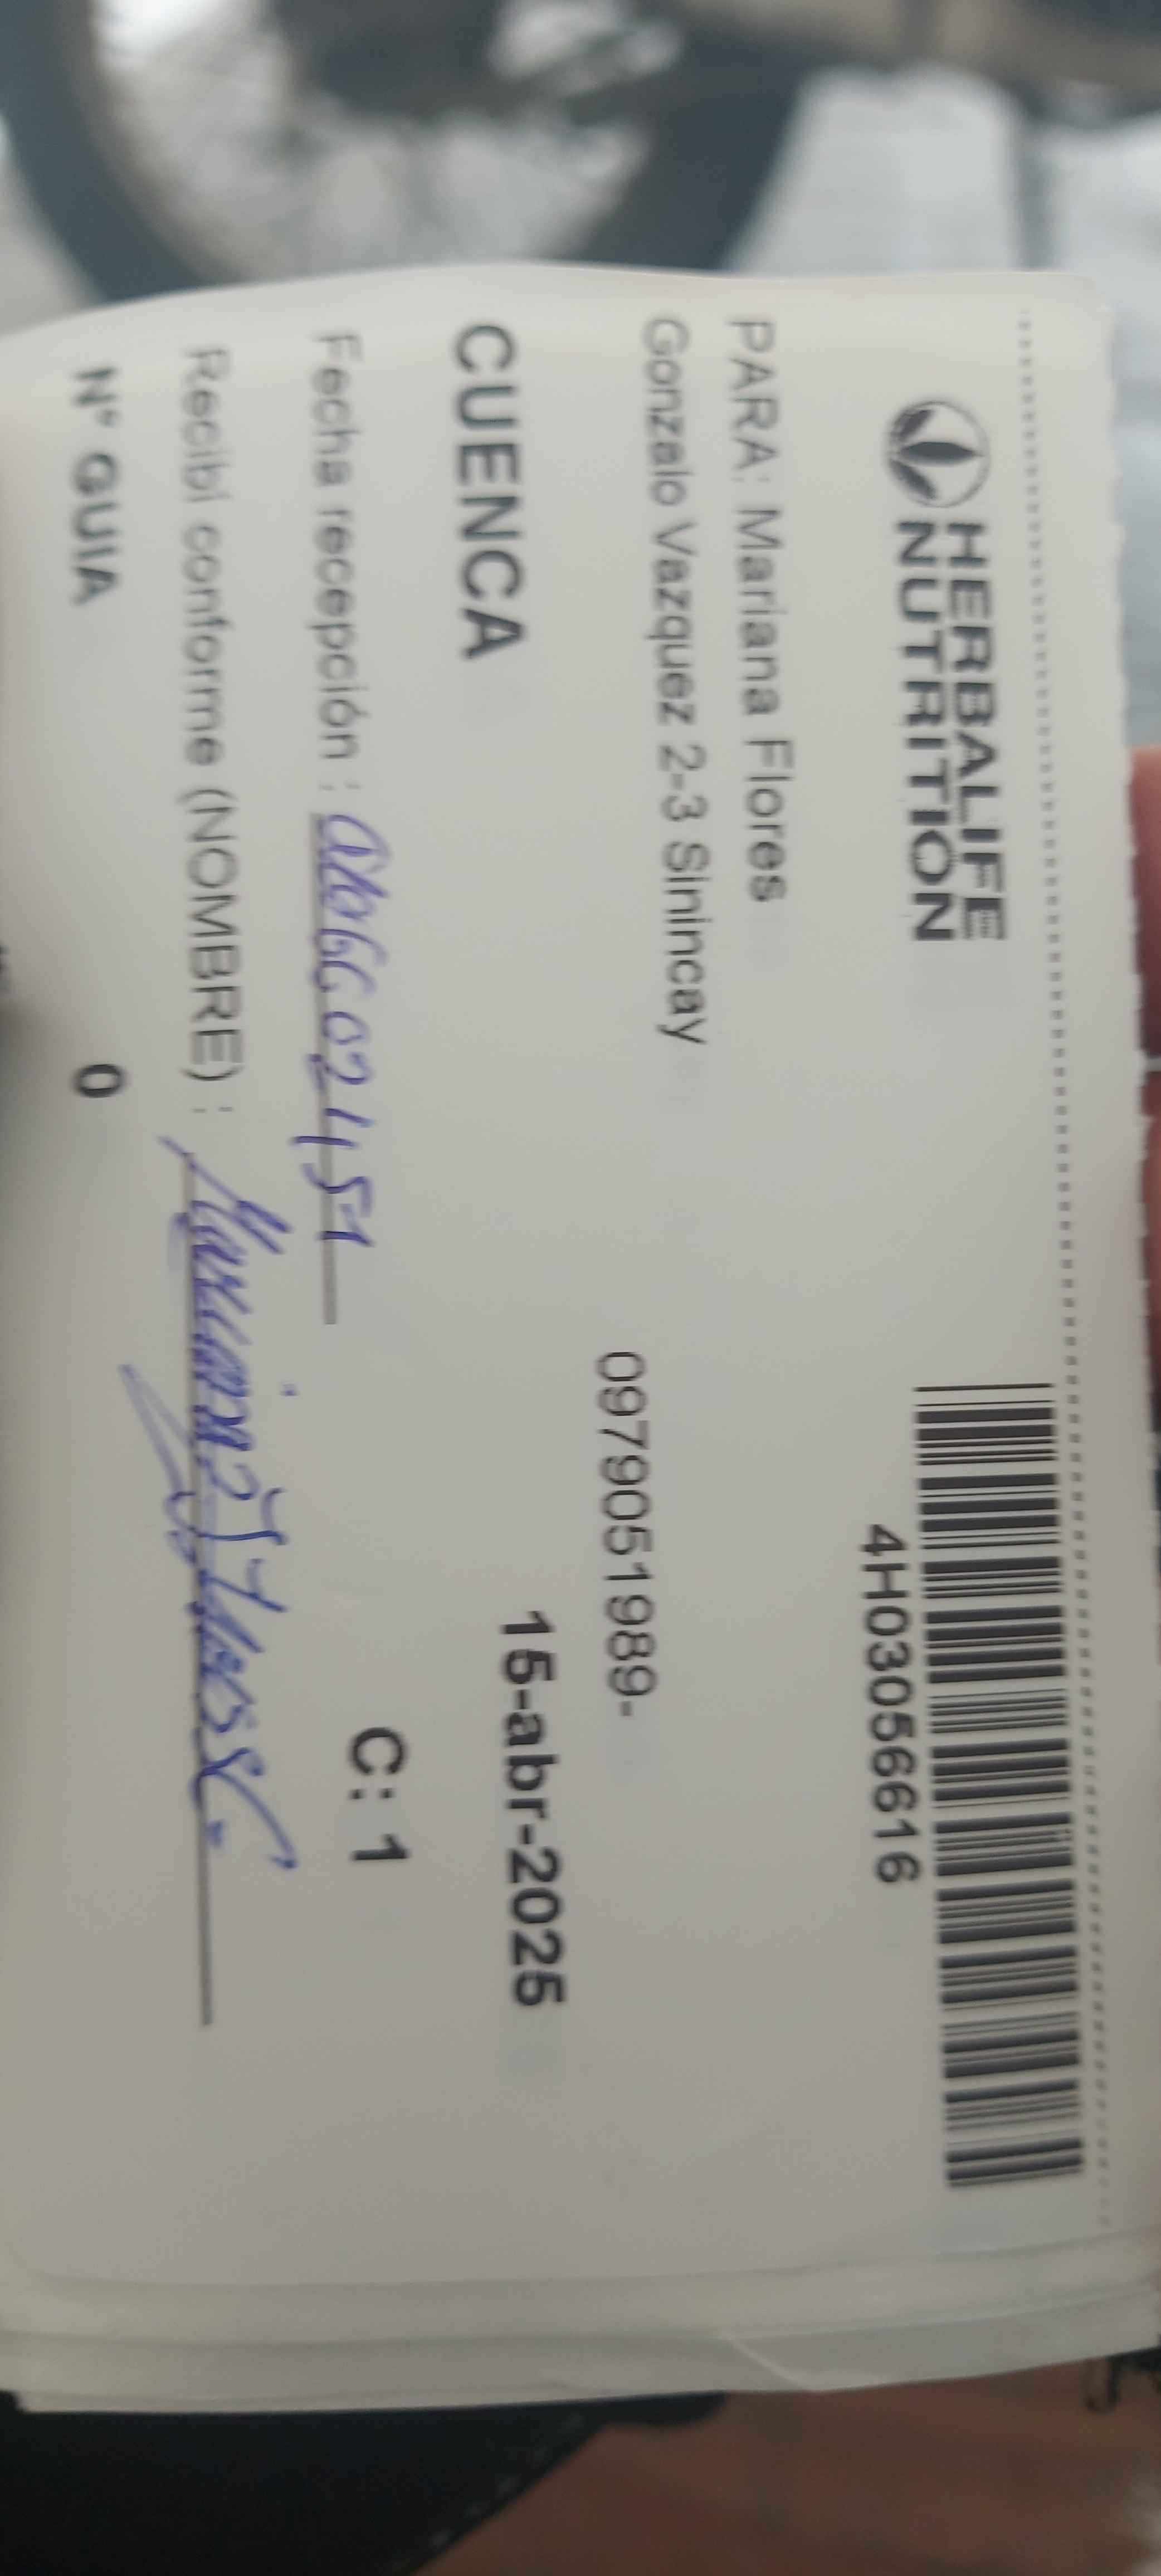 HERBALIFE
NUTRITION
4H03056616
PARA: Mariana Flores
Gonzalo Vazquez 2-3 Sinincay
0979051989-
CUENCA
15-abr-2025
Fecha recepción :
C: 1
Recibí conforme (NOMBRE) : Mariana
N° GUIA 0